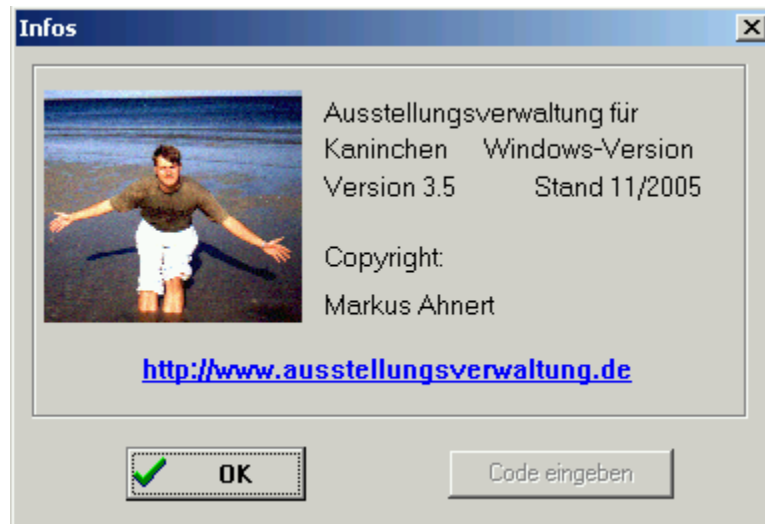 Infos
Ausstellungsverwaltung für
Kaninchen Windows-Version
Version 3.5 Stand 11/2005
Copyright:
Markus Ahnert
http://www.ausstellungsverwaltung.de
OK
Code eingeben